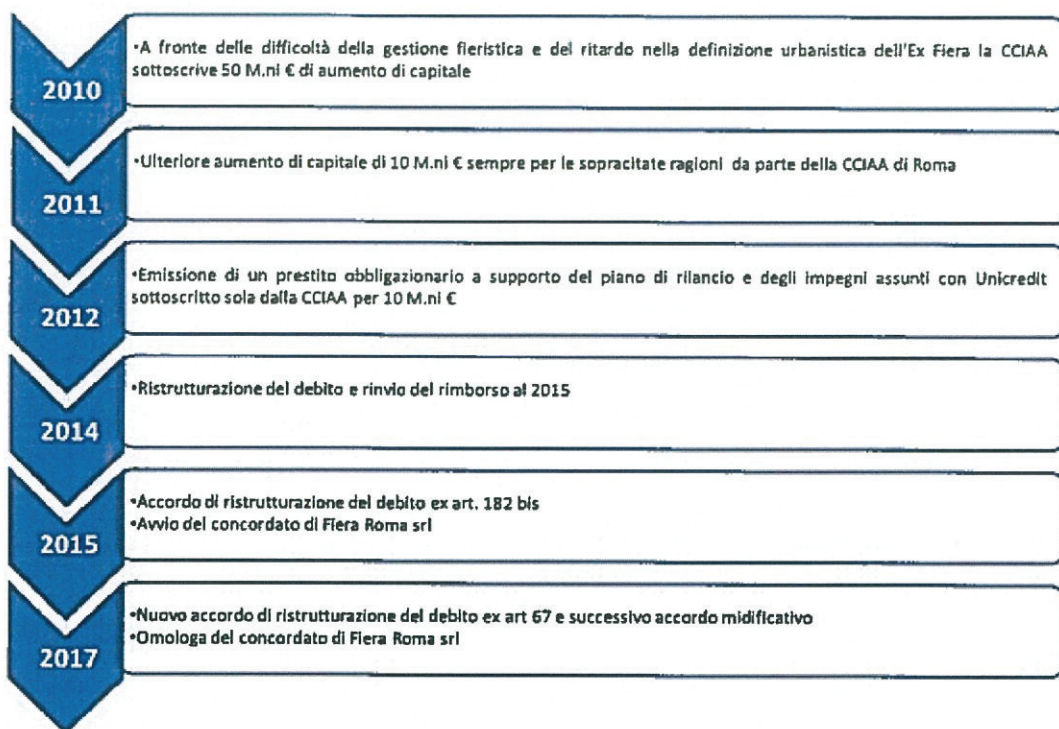 2010
•A fronte delle difficoltà della gestione fieristica e del ritardo nella definizione urbanistica dell'Ex Fiera la CCIAA
sottoscrive 50 M.ni € di aumento di capitale
2011
•Ulteriore aumento di capitale di 10 M.ni € sempre per le sopracitate ragioni da parte della CCIAA di Roma
2012
•Emissione di un prestito obbligazionario a supporto del piano di rilancio e degli impegni assunti con Unicredit
sottoscritto sola dalla CCIAA per 10 M.ni €
2014
•Ristrutturazione del debito e rinvio del rimborso al 2015
2015
•Accordo di ristrutturazione del debito ex art. 182 bis
•Avvio del concordato di Fiera Roma srl
2017
•Nuovo accordo di ristrutturazione del debito ex art 67 e successivo accordo midificativo
•Omologa del concordato di Fiera Roma srl